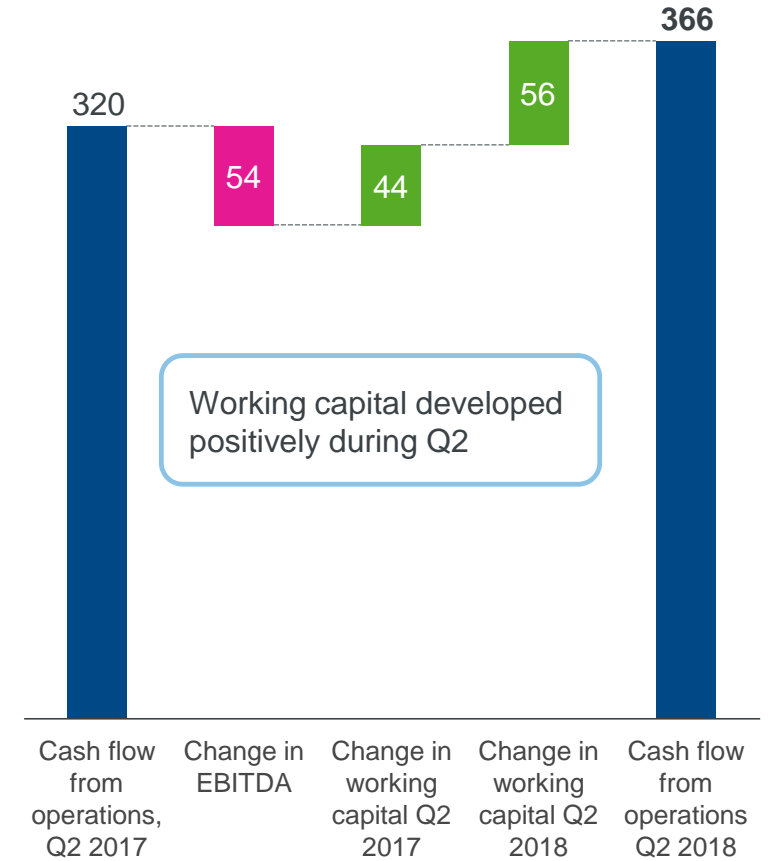 366
320
56
54
44
Working capital developed
positively during Q2
Cash flow
from
operations,
Q2 2017
Change in
EBITDA
Change in
working
capital Q2
2017
Change in
working
capital Q2
2018
Cash flow
from
operations
Q2 2018